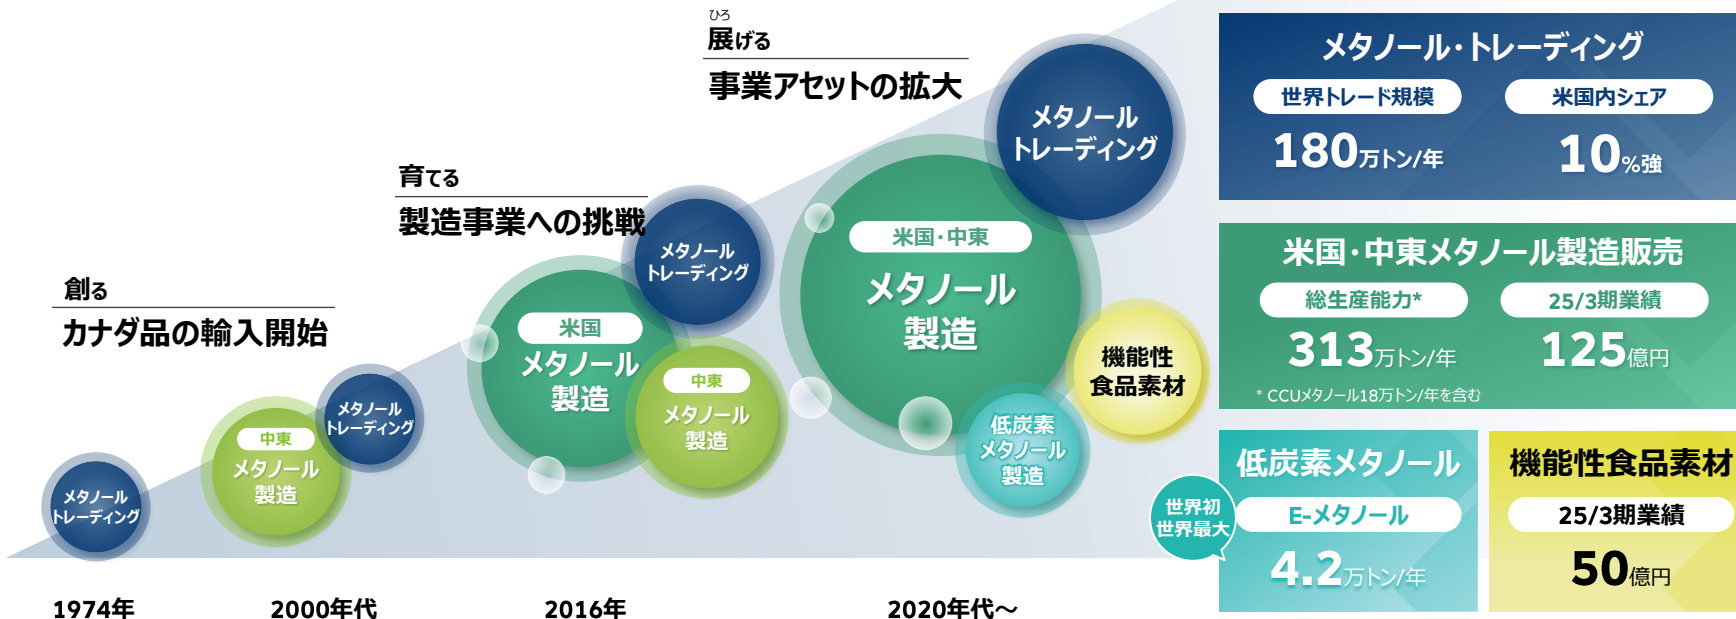 創る
カナダ品の輸入開始
メタノール
トレーディング
中東
メタノール
製造
メタノール
トレーディング
育てる
製造事業への挑戦
米国
メタノール
製造
メタノール
トレーディング
中東
メタノール
製造
ひろ
展げる
事業アセットの拡大
メタノール
トレーディング
米国・中東
メタノール
製造
機能性
食品素材
低炭素
メタノール
製造
1974年
2000年代
2016年
2020年代～
メタノール・トレーディング
世界トレード規模
180万トン/年
米国内シェア
10%強
米国・中東メタノール製造販売
総生産能力*
313万トン/年
25/3期業績
125億円
* CCUメタノール18万トン/年を含む
世界初
世界最大
低炭素メタノール
E-メタノール
4.2万トン/年
機能性食品素材
25/3期業績
50億円